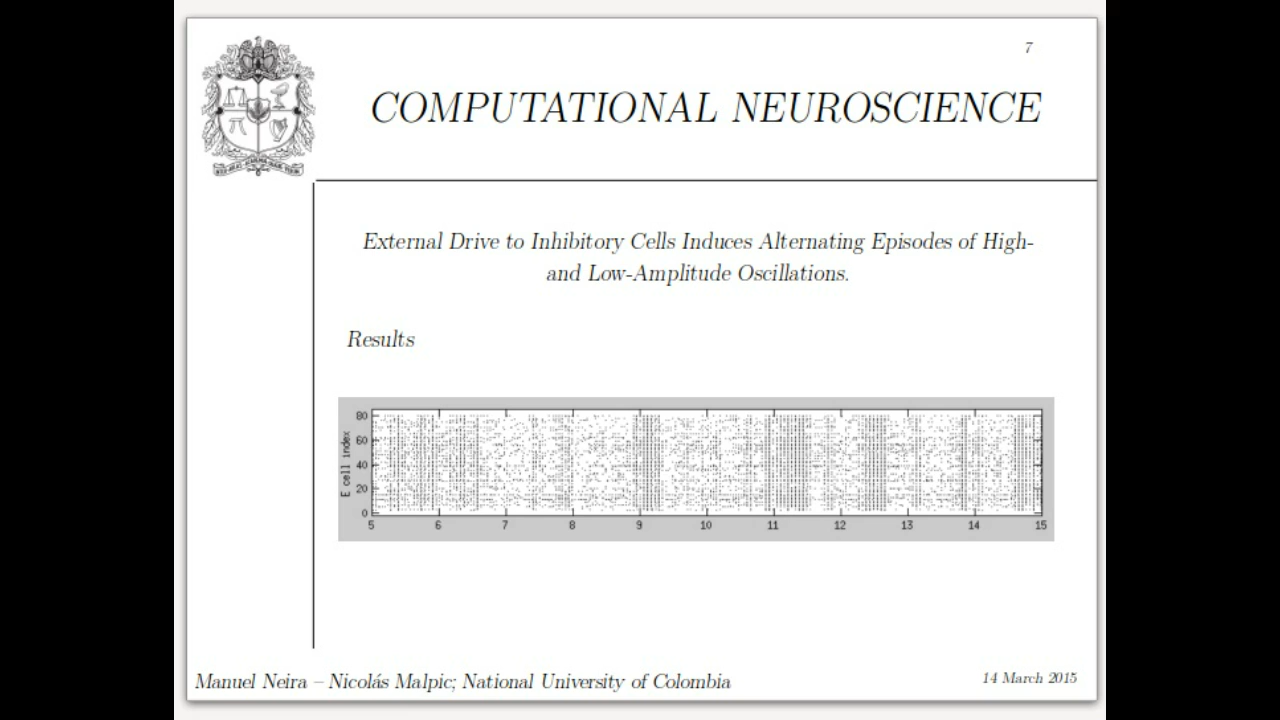 7
COMPUTATIONAL NEUROSCIENCE
External Drive to Inhibitory Cells Induces Alternating Episodes of High-
and Low-Amplitude Oscillations.
Results
80
60
40
20
0
E cell index
5 6 7 8 9 10 11 12 13 14 15
Manuel Neira – Nicolás Malpic; National University of Colombia
14 March 2015